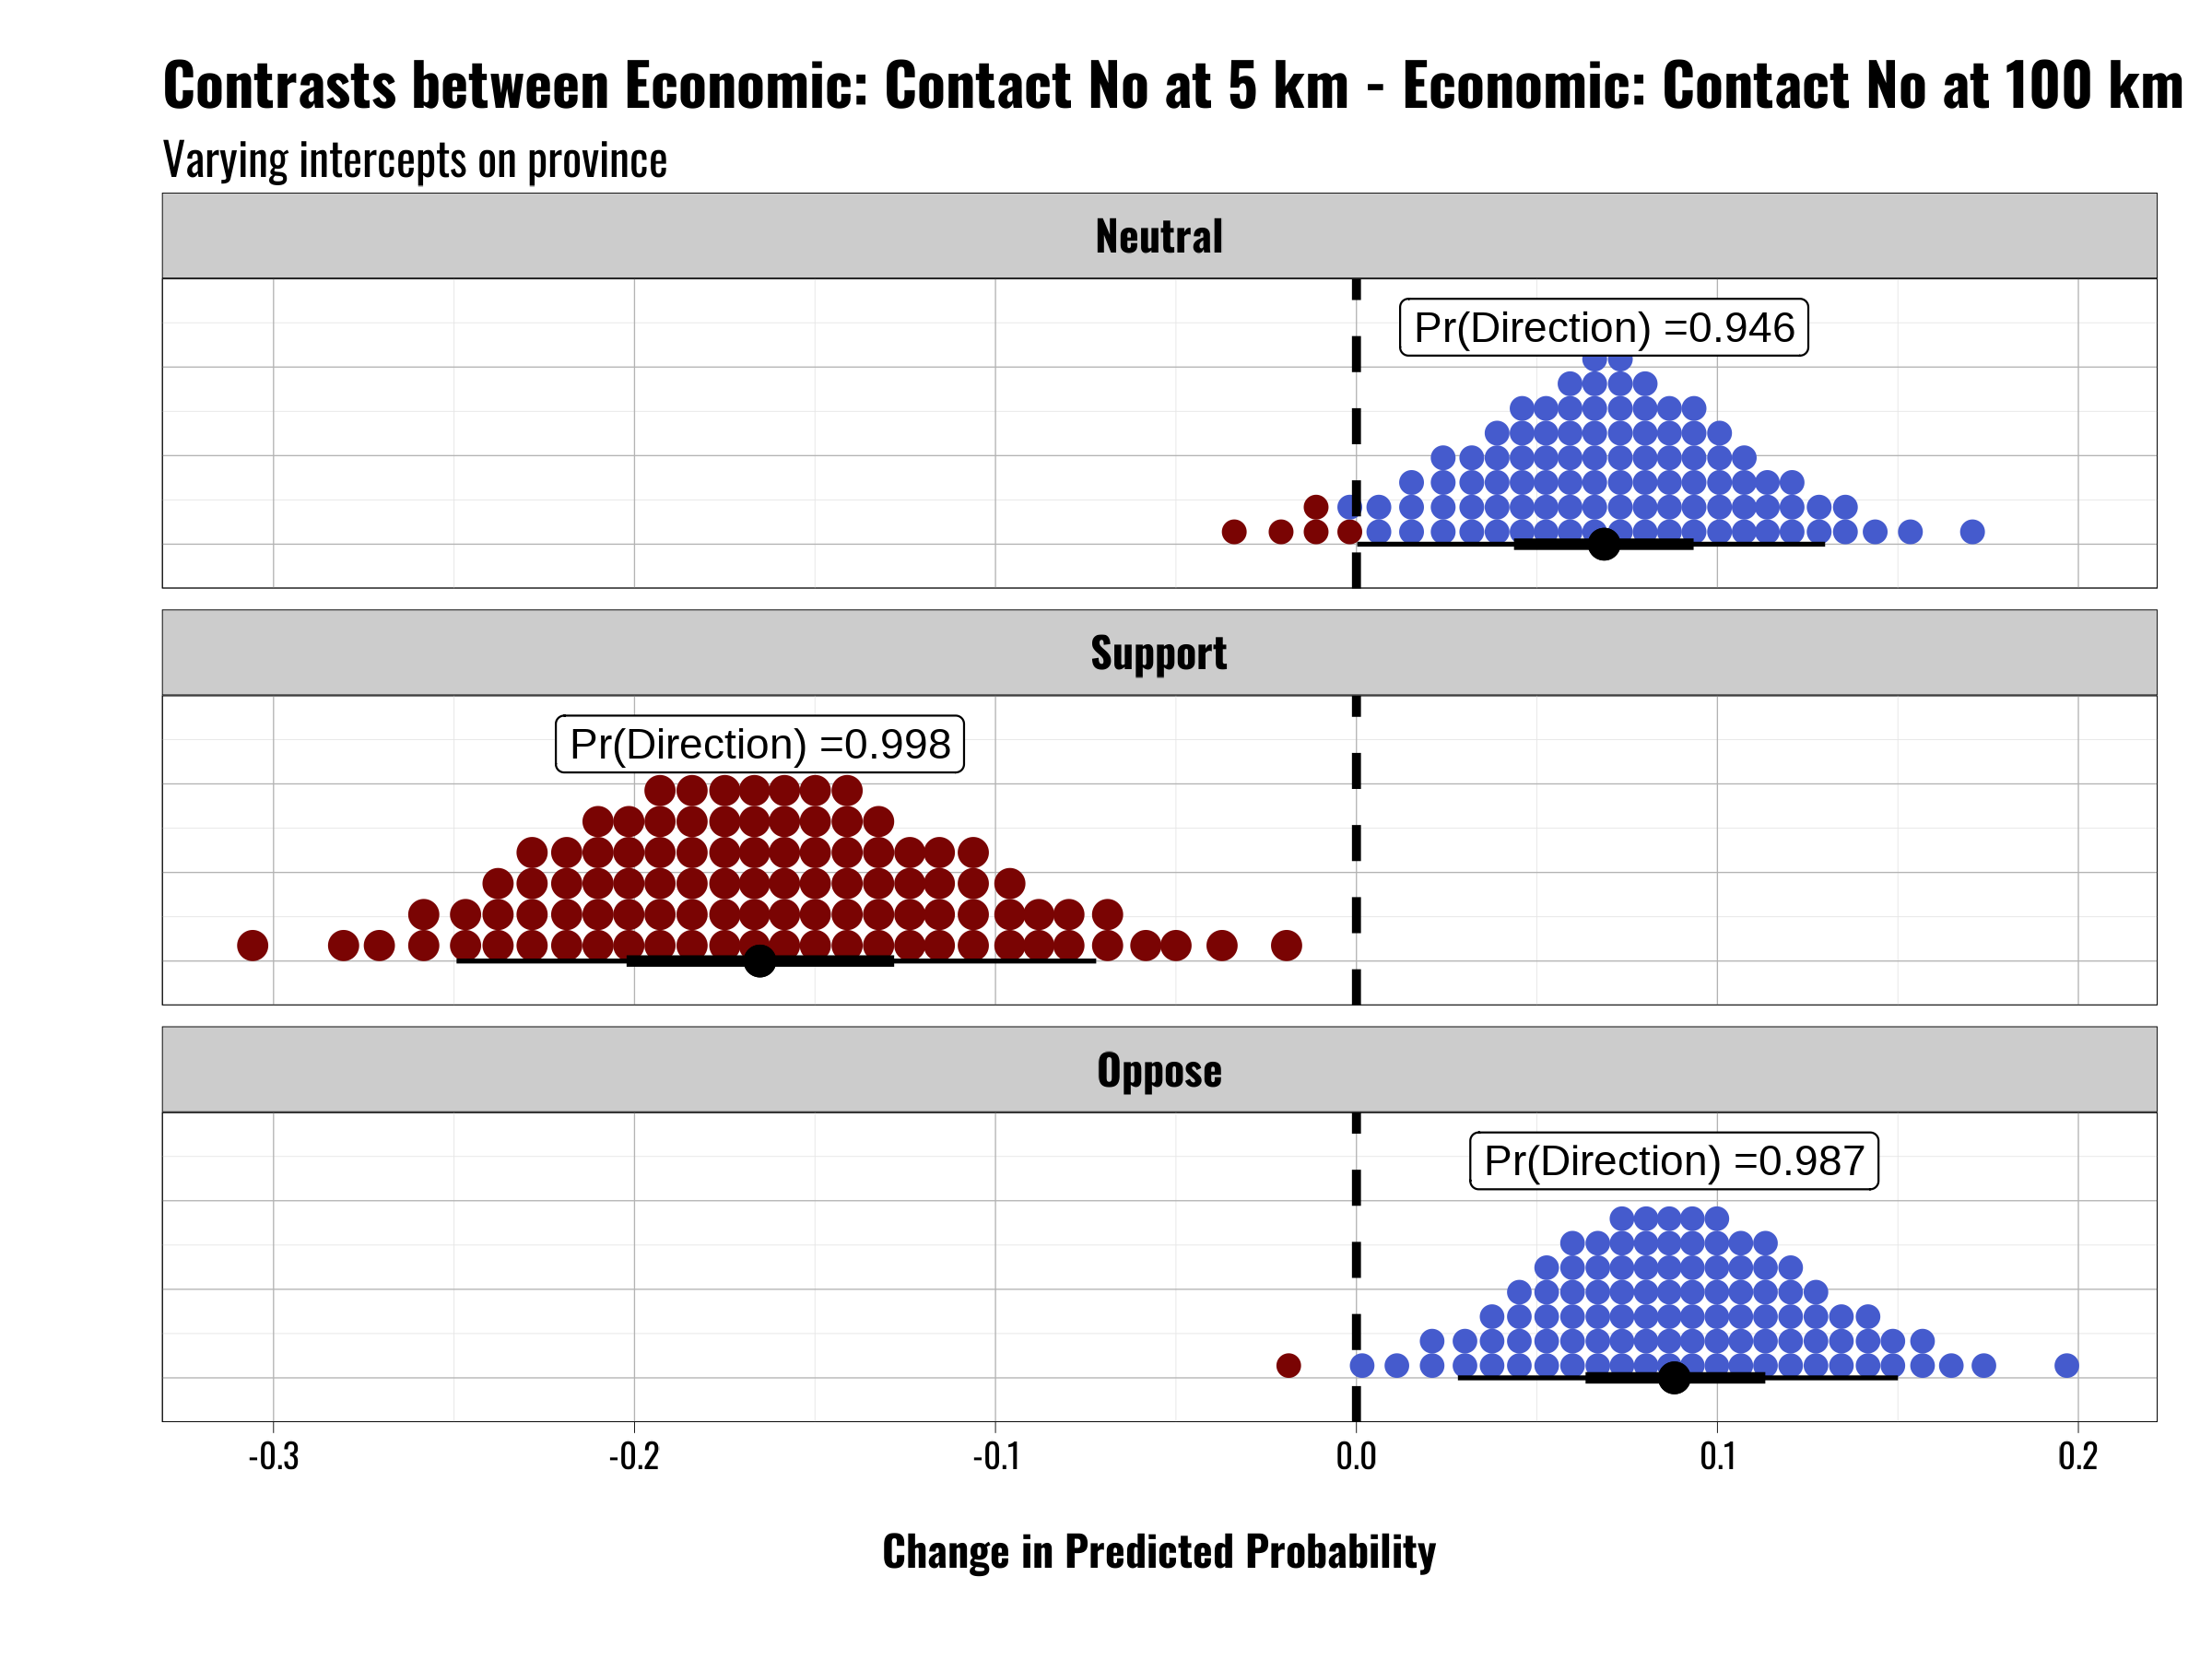 Contrasts between Economic: Contact No at 5 km - Economic: Contact No at 100 km
Varying intercepts on province
Neutral
Pr(Direction) =0.946
Support
Pr(Direction) =0.998
Oppose
Pr(Direction) =0.987
-0.3 -0.2 -0.1 0.0 0.1 0.2
Change in Predicted Probability